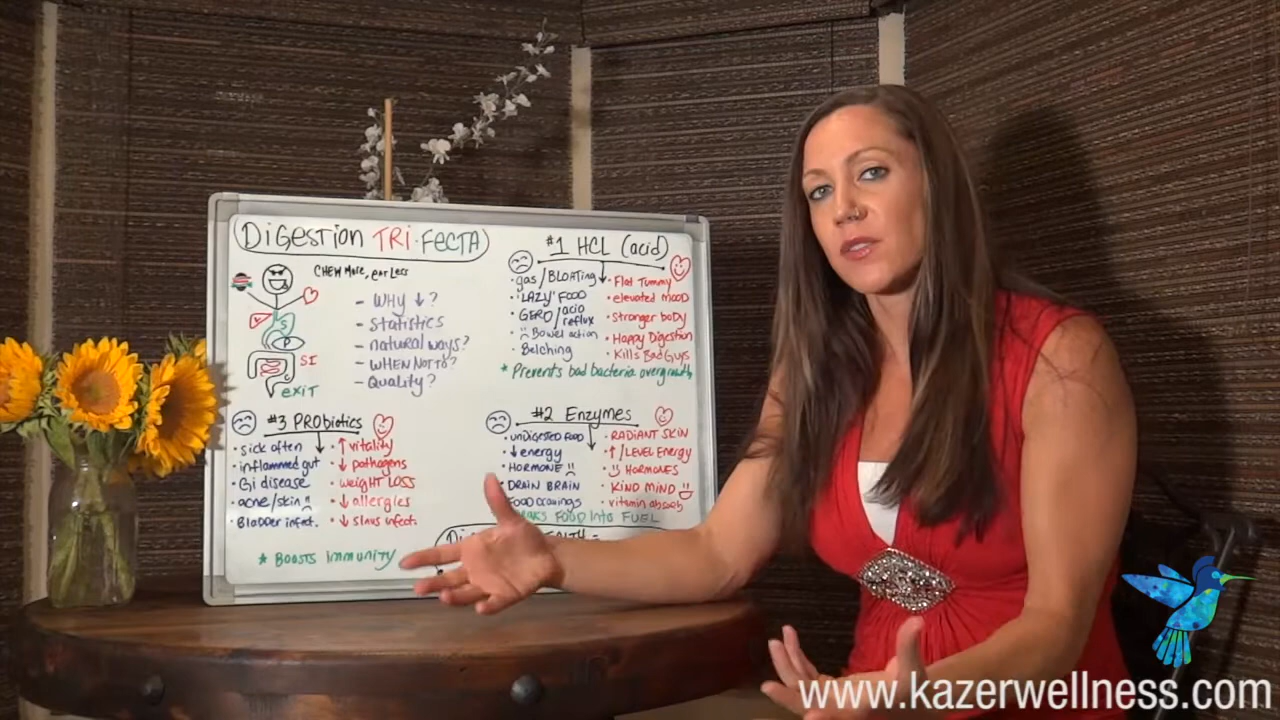 DIGESTION TRI-FECTA
CHEW More, eat Less
- WHY ↓ ?
- Statistics
- natural ways?
- WHEN NOT TO?
- Quality?
S
P
SI
exit
#1 HCL (acid)
· gas/BLOATING
· "LAZY" FOOD
· GERD/acid reflux
· Bowel action
· Belching
· Flat Tummy
· elevated MOOD
· Stronger body
· Happy Digestion
· Kills Bad Guys
* Prevents bad bacteria overgrowth
#3 PRObiotics
· sick often
· inflammed gut
· Gi disease
· acne/skin
· Bladder infect.
· ↑ vitality
· ↓ pathogens
· weight LOSS
· ↓ allergies
· ↓ sinus infect.
* BOOSTS Immunity
#2 Enzymes
· unDigested FOOD
· ↓ energy
· HORMONE
· DRAIN BRAIN
· Food cravings
· RADIANT SKIN
· ↑/LEVEL Energy
· HORMONES
· KIND MIND
· vitamin absorb
FOOD Into FUEL
www.kazerwellness.com